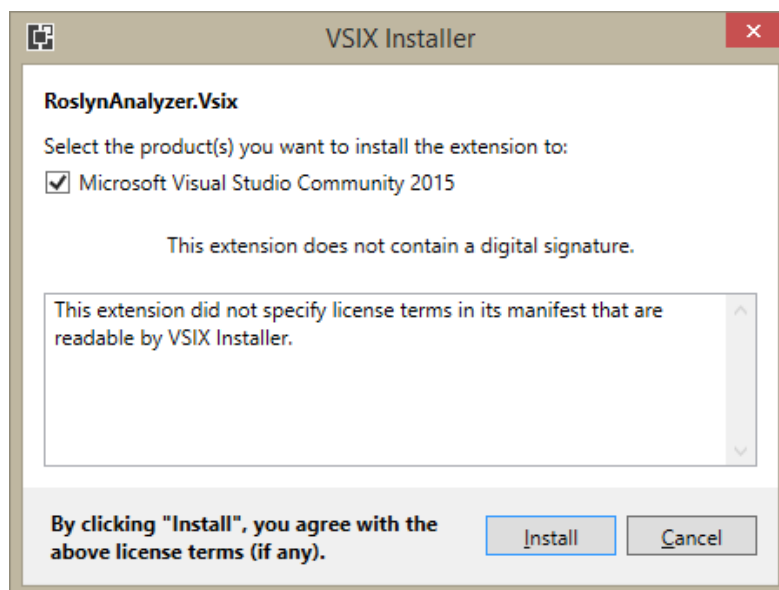 VSIX Installer
RoslynAnalyzer.Vsix
Select the product(s) you want to install the extension to:
Microsoft Visual Studio Community 2015
This extension does not contain a digital signature.
This extension did not specify license terms in its manifest that are
readable by VSIX Installer.
By clicking "Install", you agree with the
above license terms (if any).
Install
Cancel